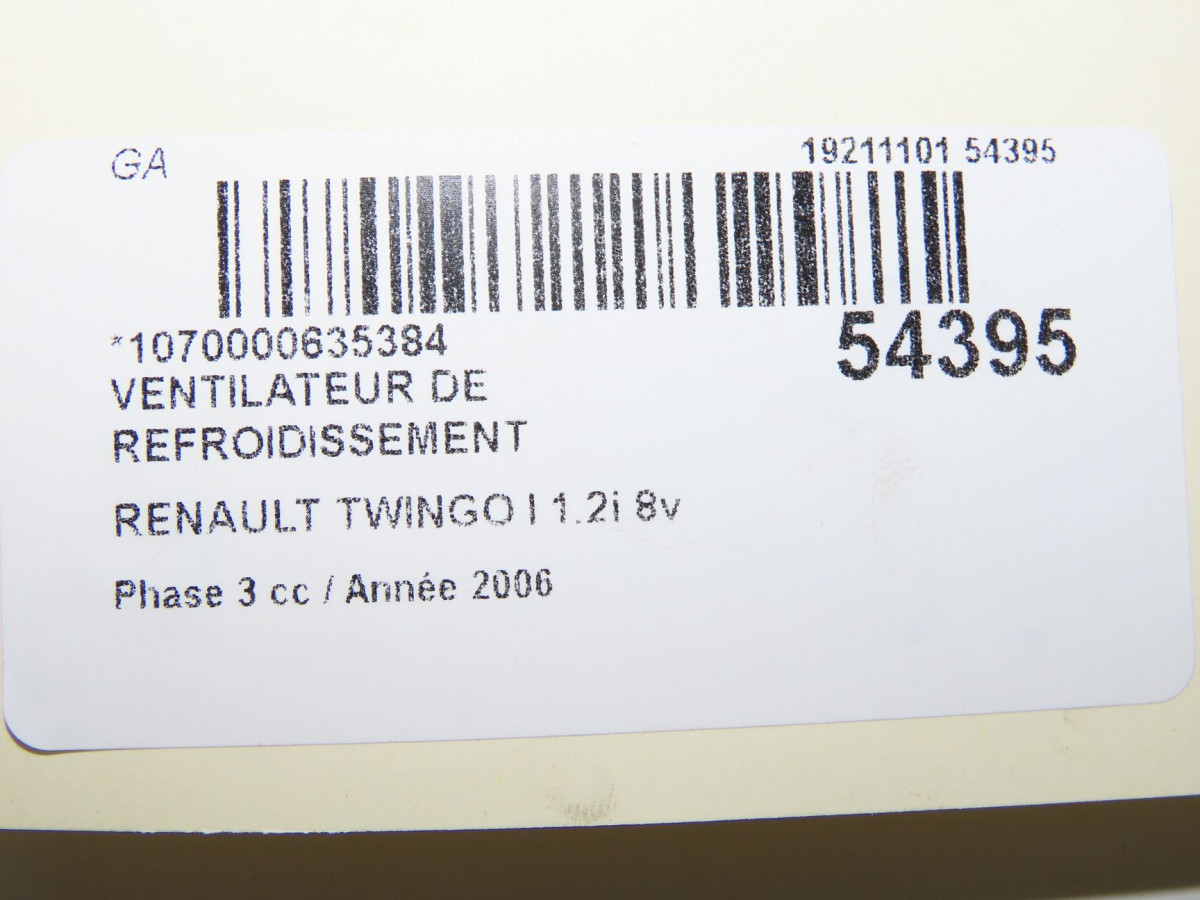 GA
19211101 54395
*1070000635384
54395
VENTILATEUR DE
REFROIDISSEMENT
RENAULT TWINGO I 1.2i 8v
Phase 3 cc / Année 2006